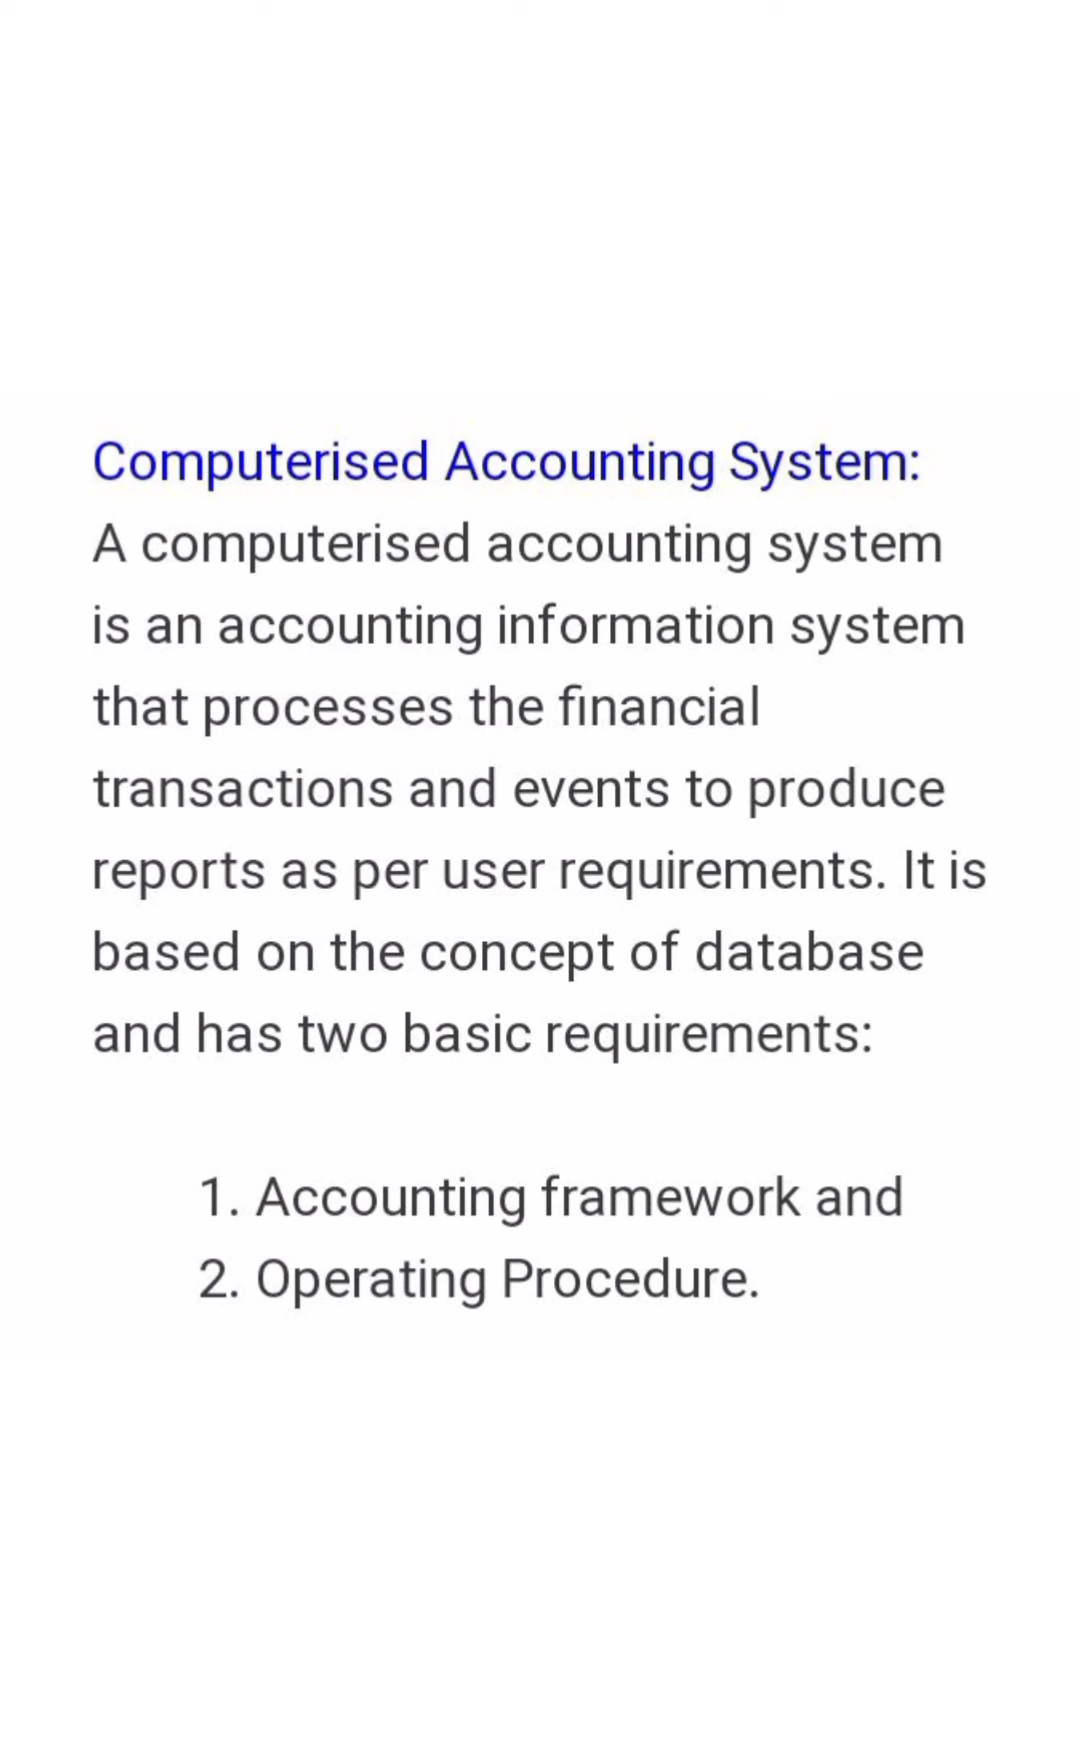 Computerised Accounting System:
A computerised accounting system
is an accounting information system
that processes the financial
transactions and events to produce
reports as per user requirements. It is
based on the concept of database
and has two basic requirements:
1. Accounting framework and
2. Operating Procedure.